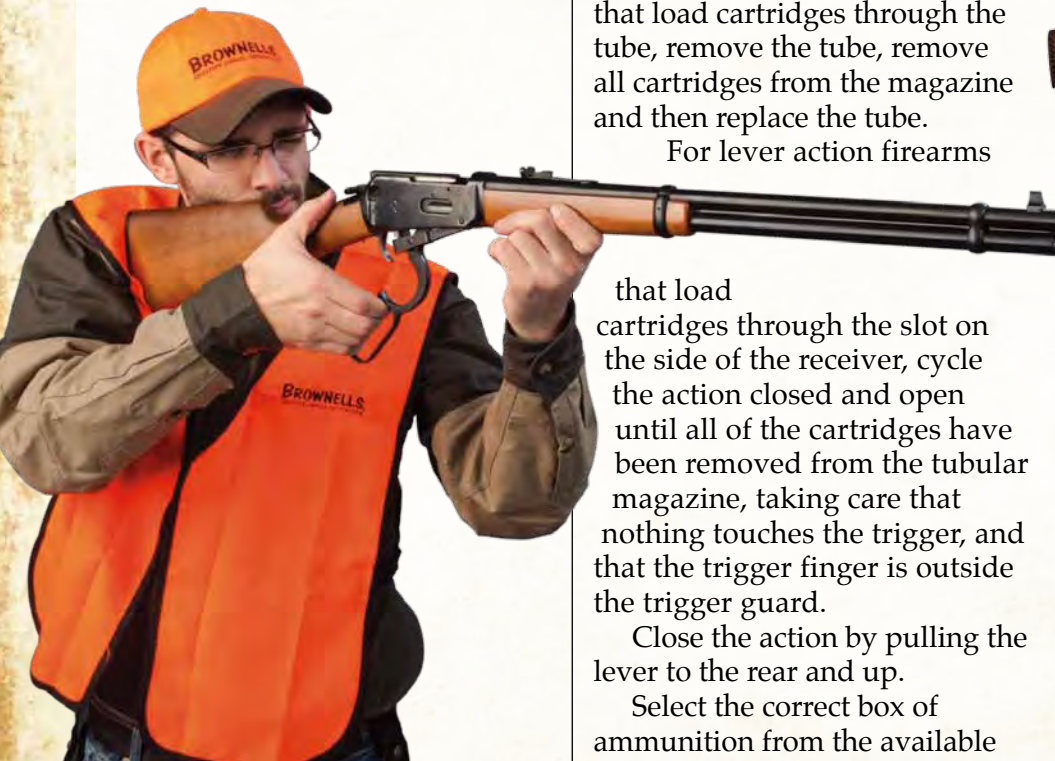 BROWNELLS
BROWNELLS
that load cartridges through the
tube, remove the tube, remove
all cartridges from the magazine
and then replace the tube.
For lever action firearms
that load
cartridges through the slot on
the side of the receiver, cycle
the action closed and open
until all of the cartridges have
been removed from the tubular
magazine, taking care that
nothing touches the trigger, and
that the trigger finger is outside
the trigger guard.
Close the action by pulling the
lever to the rear and up.
Select the correct box of
ammunition from the available